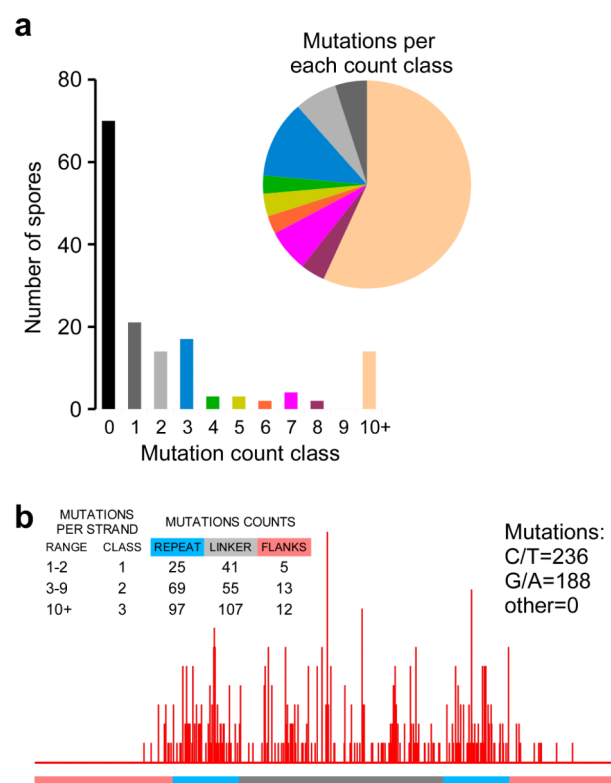 a
Mutations per
each count class
80
60
40
20
0
Number of spores
0 1 2 3 4 5 6 7 8 9 10+
Mutation count class
b
MUTATIONS
PER STRAND
MUTATIONS COUNTS
RANGE CLASS REPEAT LINKER FLANKS
1-2 1 25 41 5
3-9 2 69 55 13
10+ 3 97 107 12
Mutations:
C/T=236
G/A=188
other=0